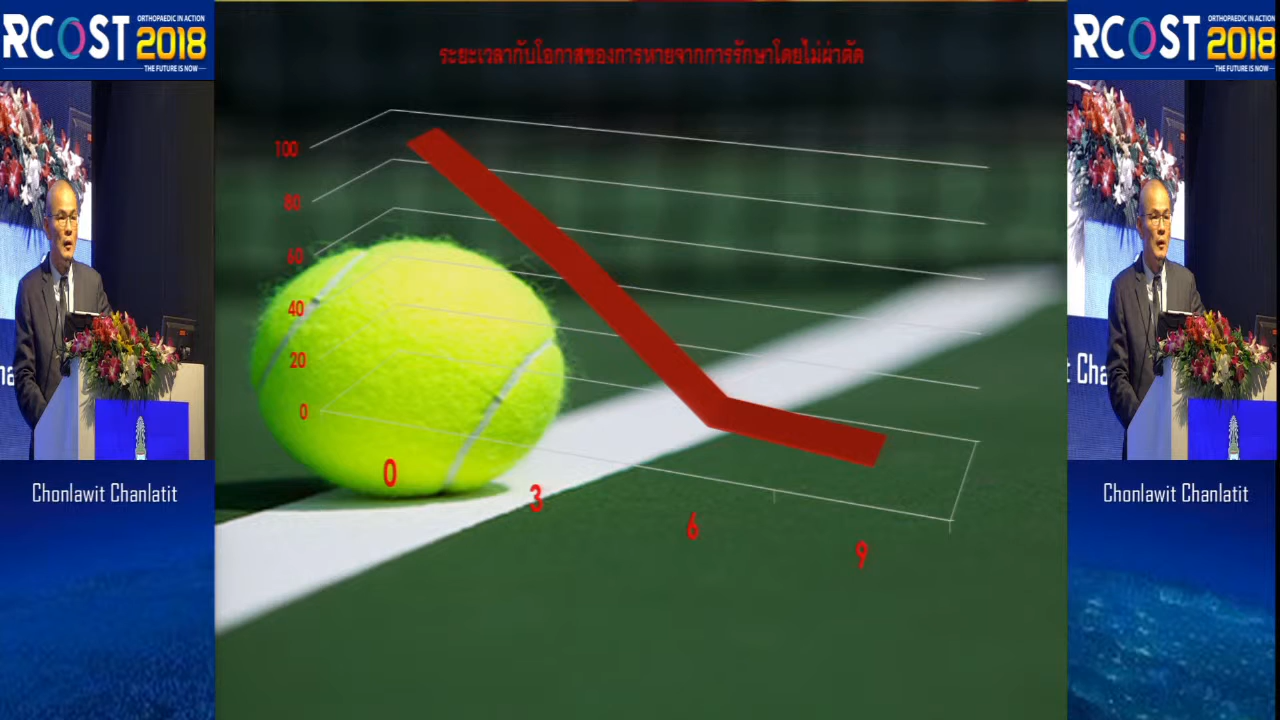 RCOST 2018
ORTHOPAEDIC IN ACTION
THE FUTURE IS NOW
Chonlawit Chanlatit
ระยะเวลากับโอกาสของการหายจากการรักษาโดยไม่ผ่าตัด
100
80
60
40
20
0
0
3
6
9
RCOST 2018
ORTHOPAEDIC IN ACTION
THE FUTURE IS NOW
t Cha
Chonlawit Chanlatit